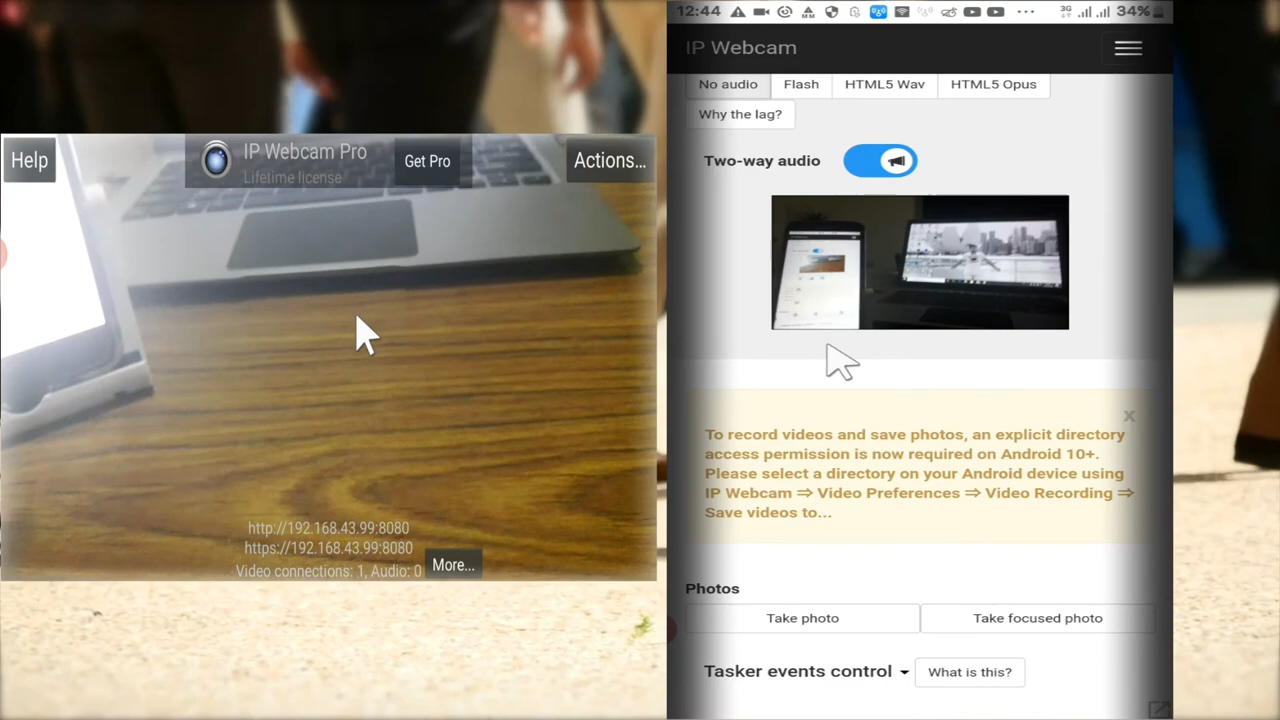 Help
IP Webcam Pro
Lifetime license
Get Pro
Actions...
http://192.168.43.99:8080
https://192.168.43.99:8080
Video connections: 1, Audio: 0
More...
12:44
3G
34%
IP Webcam
No audio
Flash
HTML5 Wav
HTML5 Opus
Why the lag?
Two-way audio
x
To record videos and save photos, an explicit directory
access permission is now required on Android 10+.
Please select a directory on your Android device using
IP Webcam ⇒ Video Preferences ⇒ Video Recording ⇒
Save videos to...
Photos
Take photo
Take focused photo
Tasker events control
What is this?